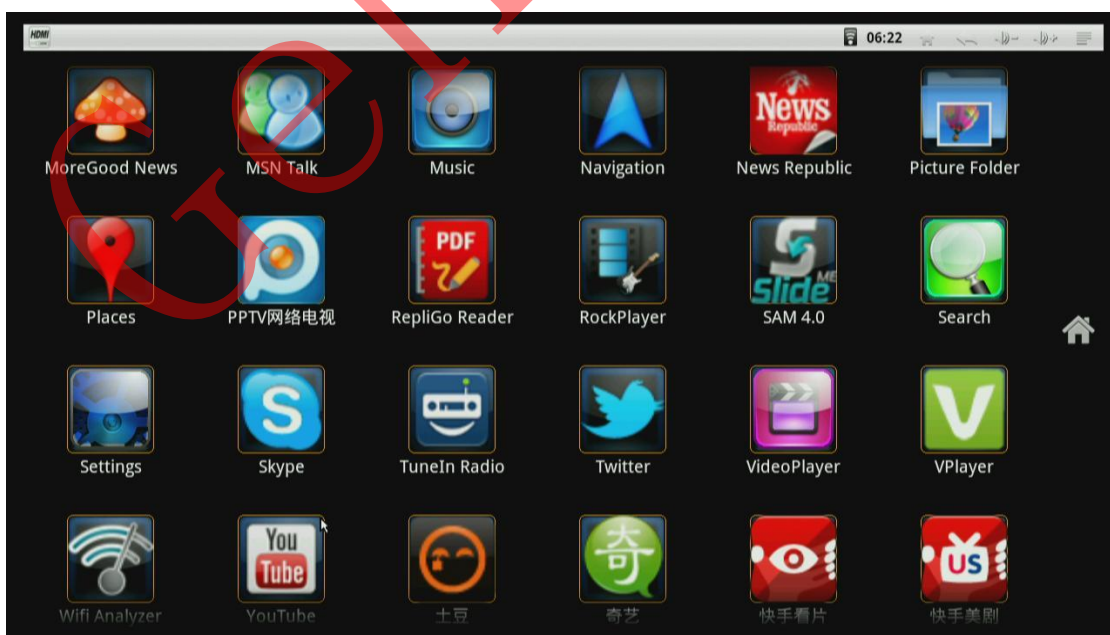 HDMI
06:22
News
Republic
MoreGood News
MSN Talk
Music
Navigation
News Republic
Picture Folder
PDF
S
slide ME
Places
PPTV网络电视
RepliGo Reader
RockPlayer
SAM 4.0
Search
S
V
Settings
Skype
TuneIn Radio
Twitter
VideoPlayer
VPlayer
You
Tube
奇
US
Wifi Analyzer
YouTube
土豆
奇艺
快手看片
快手美剧